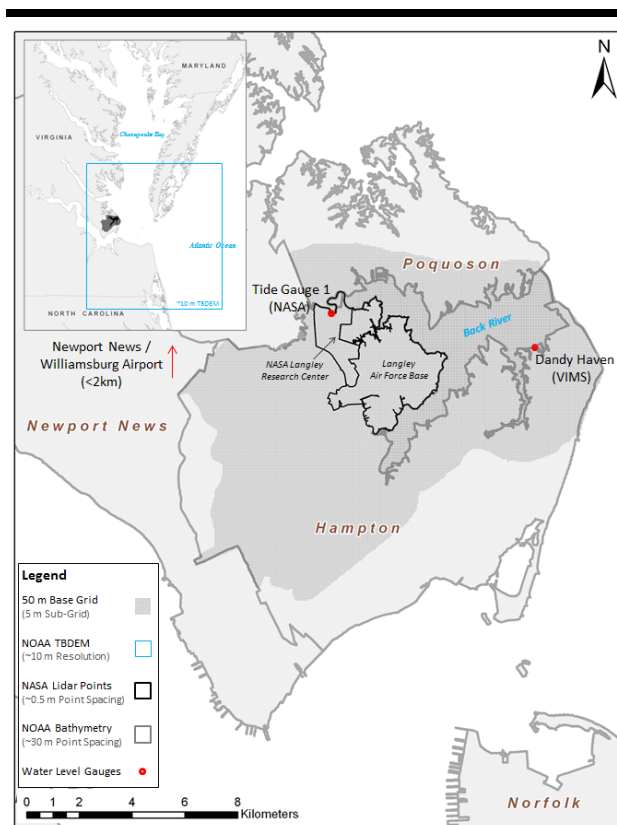 MARYLAND
VIRGINIA
Chesapeake Bay
Atlantic Ocean
~10 m TBDEM
NORTH CAROLINA
N
Poquoson
Tide Gauge 1
(NASA)
Back River
Newport News /
Williamsburg Airport
(<2km)
NASA Langley
Research Center
Langley
Air Force Base
Dandy Haven
(VIMS)
Newport News
Hampton
Legend
50 m Base Grid
(5 m Sub-Grid)
NOAA TBDEM
(~10 m Resolution)
NASA Lidar Points
(~0.5 m Point Spacing)
NOAA Bathymetry
(~30 m Point Spacing)
Water Level Gauges
0 1 2 4 6 8
Kilometers
Norfolk